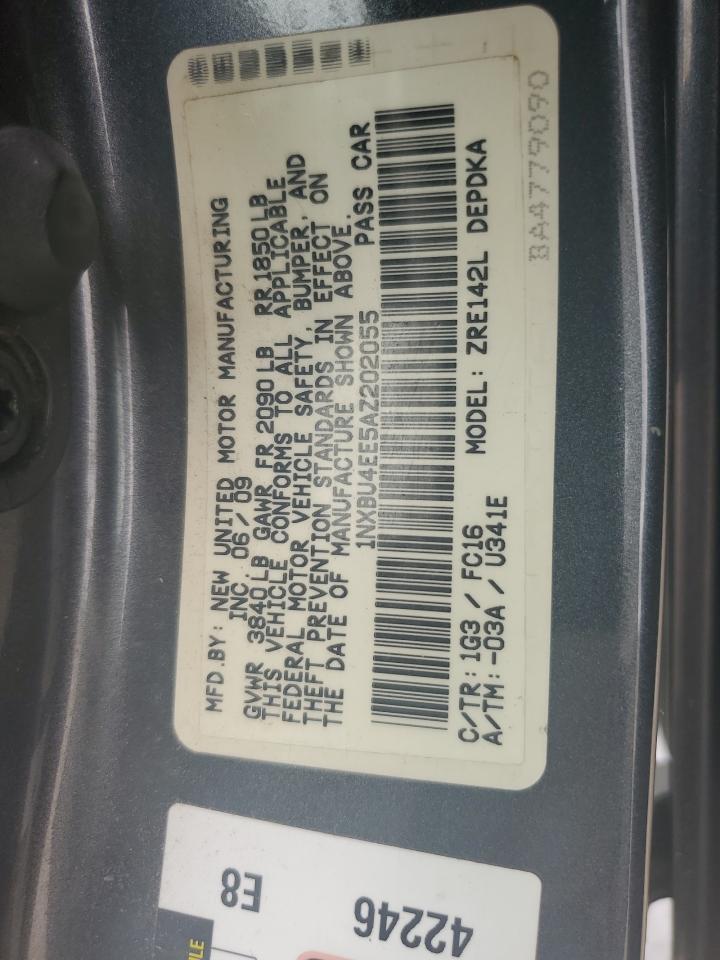 MFD.BY: NEW UNITED MOTOR MANUFACTURING
INC. 06/09
GVWR 3840LB GAWR FR 2090LB RR 1850LB
THIS VEHICLE CONFORMS TO ALL APPLICABLE
FEDERAL MOTOR VEHICLE SAFETY, BUMPER, AND
THEFT PREVENTION STANDARDS IN EFFECT ON
THE DATE OF MANUFACTURE SHOWN ABOVE.
1NXBU4EE5AZ202055 PASS CAR
C/TR: 1G3 / FC16 MODEL: ZRE142L DEPDKA
A/TM: -03A / U341E
BA4779090
E8
42246